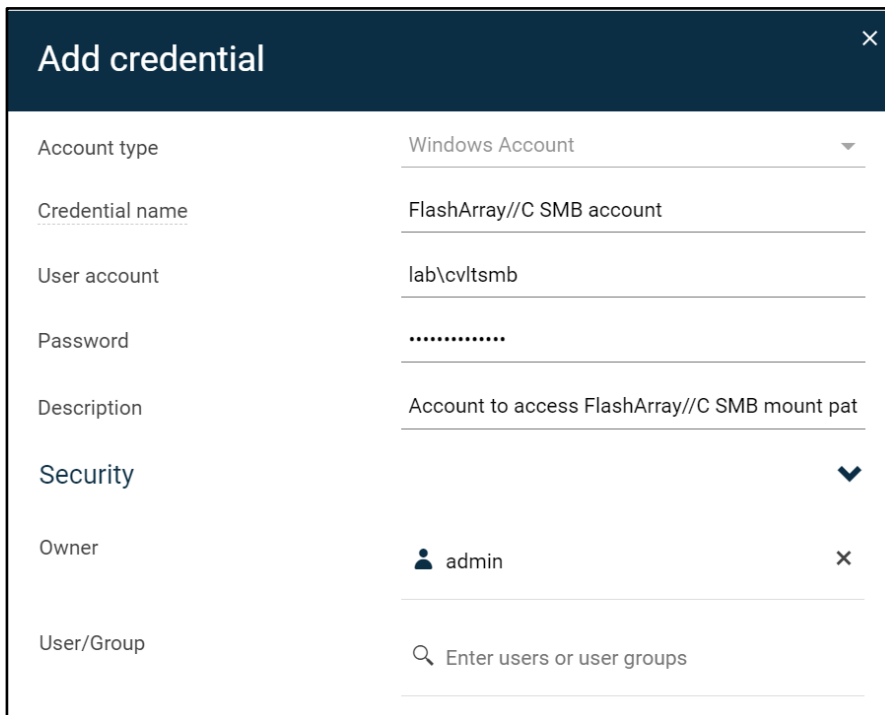 Add credential
Account type Windows Account
Credential name FlashArray//C SMB account
User account lab\cvltsmb
Password ••••••••••••••
Description Account to access FlashArray//C SMB mount pat
Security
Owner admin
User/Group Enter users or user groups